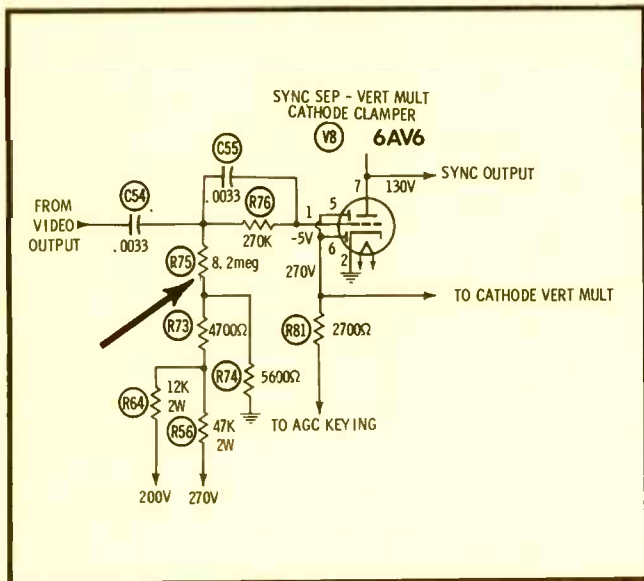 SYNC SEP - VERT MULT
CATHODE CLAMPER
V8 6AV6
C55
.0033
7 130V SYNC OUTPUT
C54
FROM
VIDEO
OUTPUT
.0033
R76
270K
1
5
-5V
6
2
270V
R75 8.2meg
TO CATHODE VERT MULT
R73 4700Ω
R81 2700Ω
R74 5600Ω
R64 12K
2W
R56 47K
2W
TO AGC KEYING
200V 270V